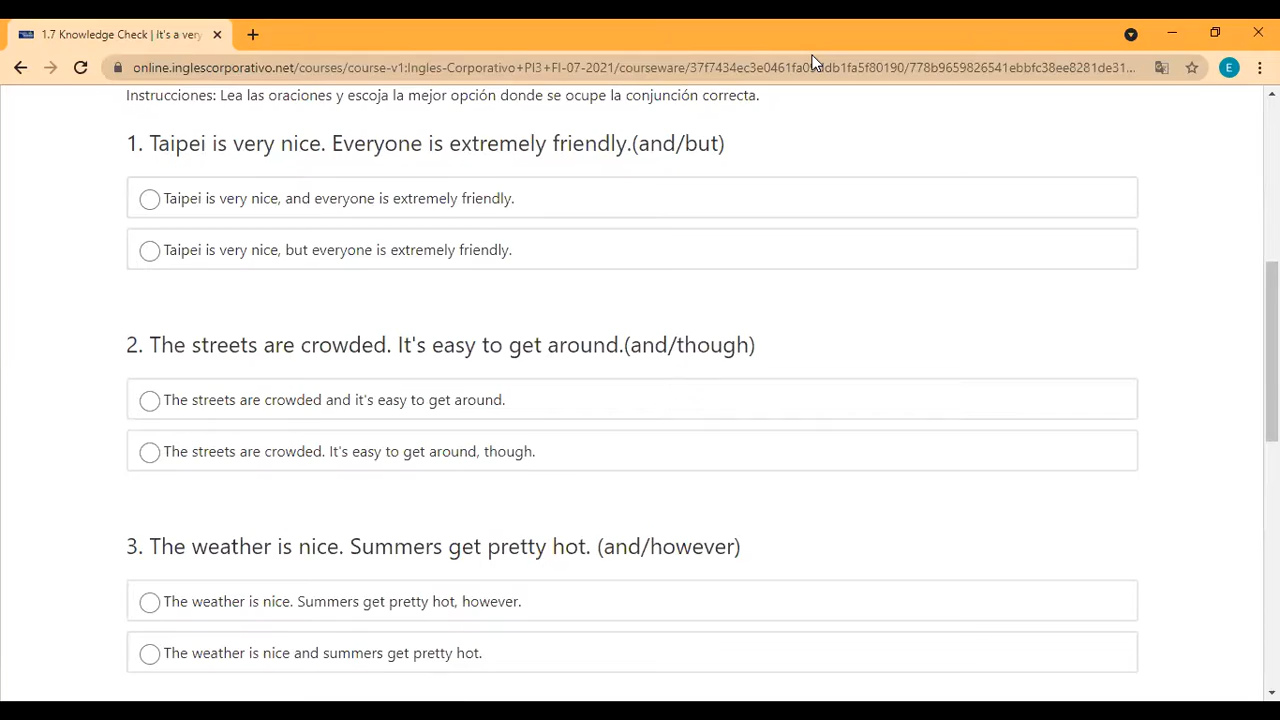 1.7 Knowledge Check | It's a very
online.inglescorporativo.net/courses/course-v1:Ingles-Corporativo+PI3+FI-07-2021/courseware/
E
Instrucciones: Lea las oraciones y escoja la mejor opción donde se ocupe la conjunción correcta.
1. Taipei is very nice. Everyone is extremely friendly.(and/but)
Taipei is very nice, and everyone is extremely friendly.
Taipei is very nice, but everyone is extremely friendly.
2. The streets are crowded. It's easy to get around.(and/though)
The streets are crowded and it's easy to get around.
The streets are crowded. It's easy to get around, though.
3. The weather is nice. Summers get pretty hot. (and/however)
The weather is nice. Summers get pretty hot, however.
The weather is nice and summers get pretty hot.